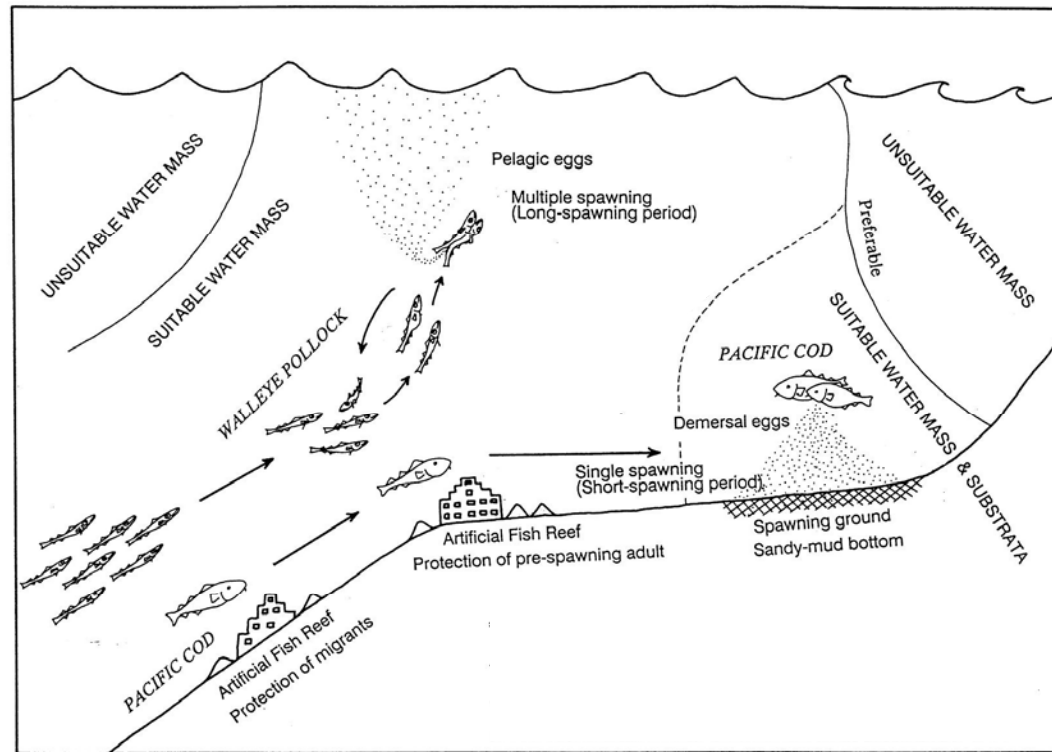 UNSUITABLE WATER MASS
SUITABLE WATER MASS
Pelagic eggs
Multiple spawning
(Long-spawning period)
UNSUITABLE WATER MASS
Preferable
SUITABLE WATER MASS & SUBSTRATA
WALLEYE POLLOCK
PACIFIC COD
Demersal eggs
Single spawning
(Short-spawning period)
Spawning ground
Sandy-mud bottom
Artificial Fish Reef
Protection of pre-spawning adult
PACIFIC COD
Artificial Fish Reef
Protection of migrants